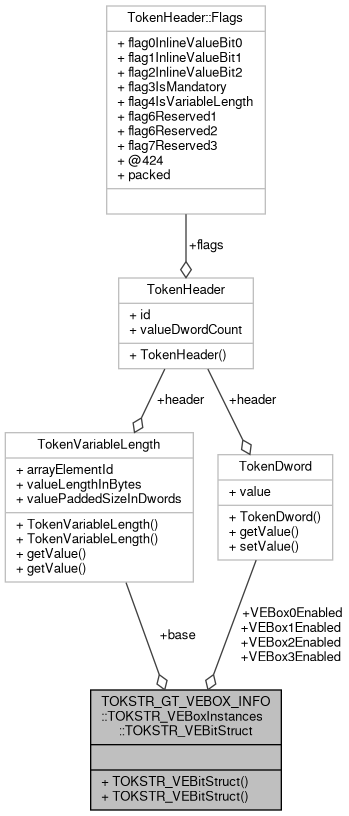 TokenHeader::Flags
+ flag0InlineValueBit0
+ flag1InlineValueBit1
+ flag2InlineValueBit2
+ flag3IsMandatory
+ flag4IsVariableLength
+ flag6Reserved1
+ flag6Reserved2
+ flag7Reserved3
+ @424
+ packed
+flags
TokenHeader
+ id
+ valueDwordCount
+ TokenHeader()
+header
+header
TokenVariableLength
+ arrayElementId
+ valueLengthInBytes
+ valuePaddedSizeInDwords
+ TokenVariableLength()
+ TokenVariableLength()
+ getValue()
+ getValue()
TokenDword
+ value
+ TokenDword()
+ getValue()
+ setValue()
+base
+VEBox0Enabled
+VEBox1Enabled
+VEBox2Enabled
+VEBox3Enabled
TOKSTR_GT_VEBOX_INFO
::TOKSTR_VEBoxInstances
::TOKSTR_VEBitStruct
+ TOKSTR_VEBitStruct()
+ TOKSTR_VEBitStruct()